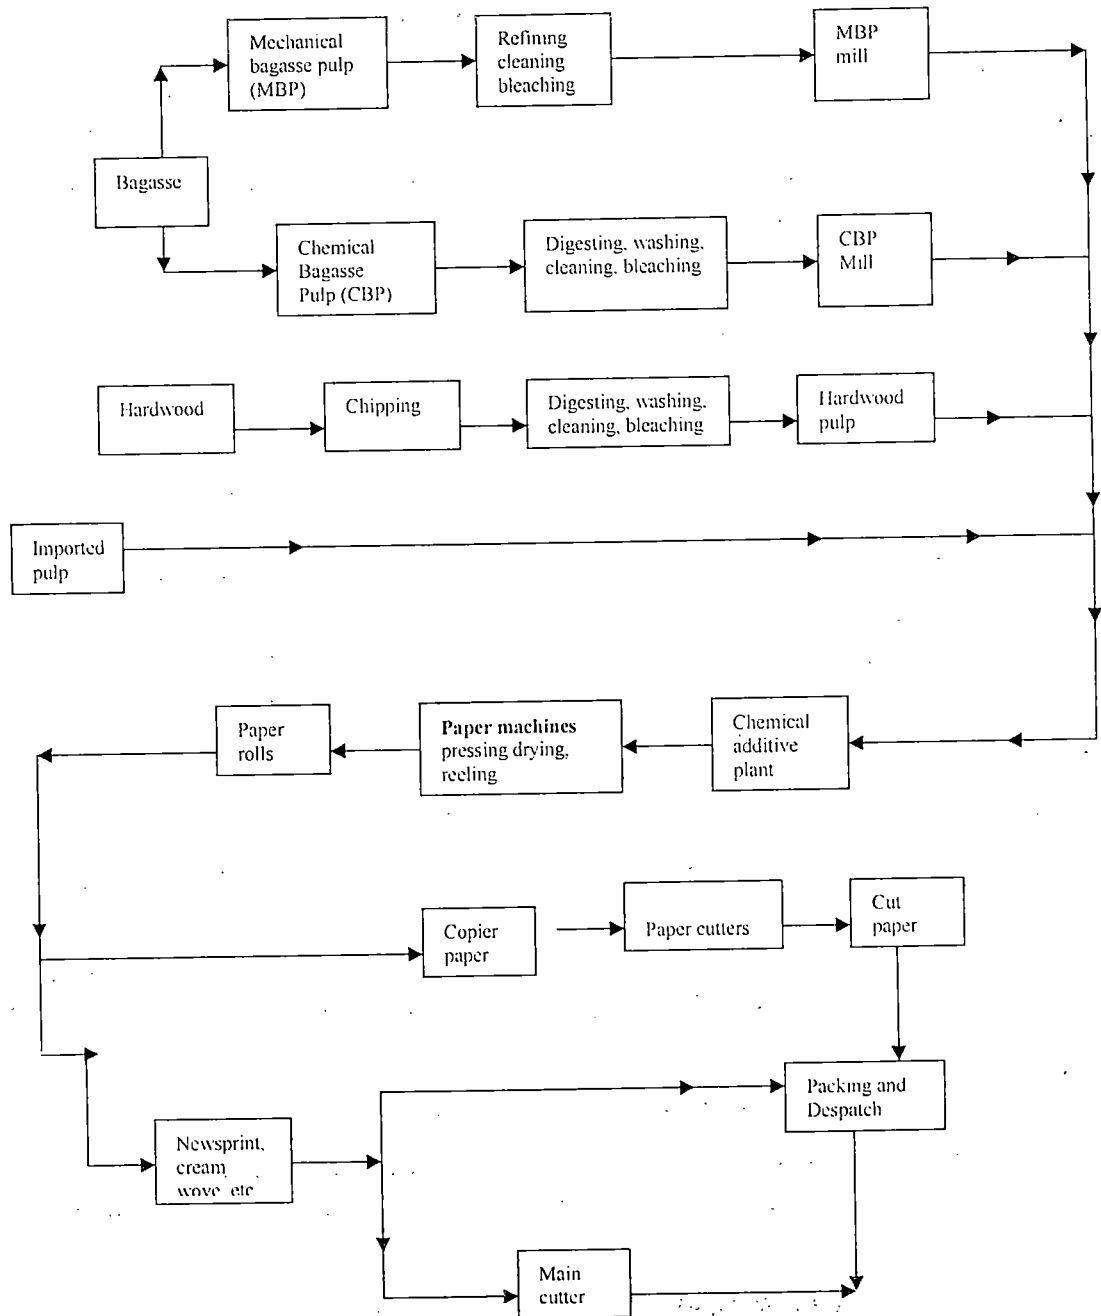 Mechanical
bagasse pulp
(MBP)
Refining
cleaning
bleaching
MBP
mill
Bagasse
Chemical
Bagasse
Pulp (CBP)
Digesting, washing,
cleaning, bleaching
CBP
Mill
Hardwood
Chipping
Digesting, washing,
cleaning, bleaching
Hardwood
pulp
Imported
pulp
Paper
rolls
Paper machines
pressing drying,
reeling
Chemical
additive
plant
Copier
paper
Paper cutters
Cut
paper
Packing and
Despatch
Newsprint,
cream
wove, etc
Main
cutter